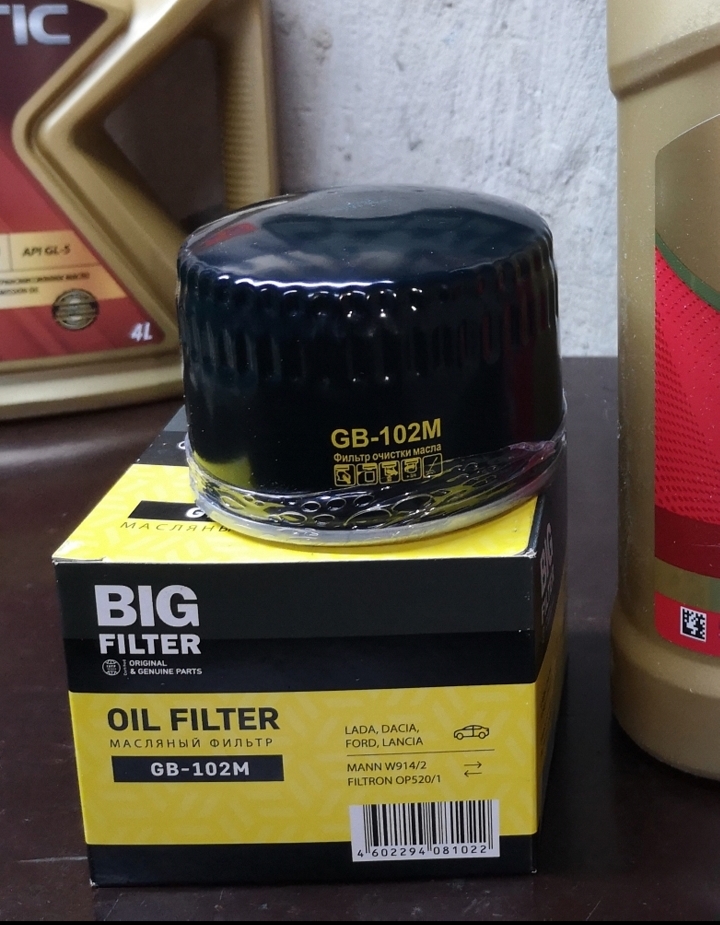 TIC
API GL-5
4L
GB-102M
Фильтр очистки масла
G
МАСЛЯНЫ
BIG
FILTER
ORIGINAL
& GENUINE PARTS
OIL FILTER
МАСЛЯНЫЙ ФИЛЬТР
GB-102M
LADA, DACIA,
FORD, LANCIA
MANN W914/2
FILTRON OP520/1
4 602294 081022
BIG